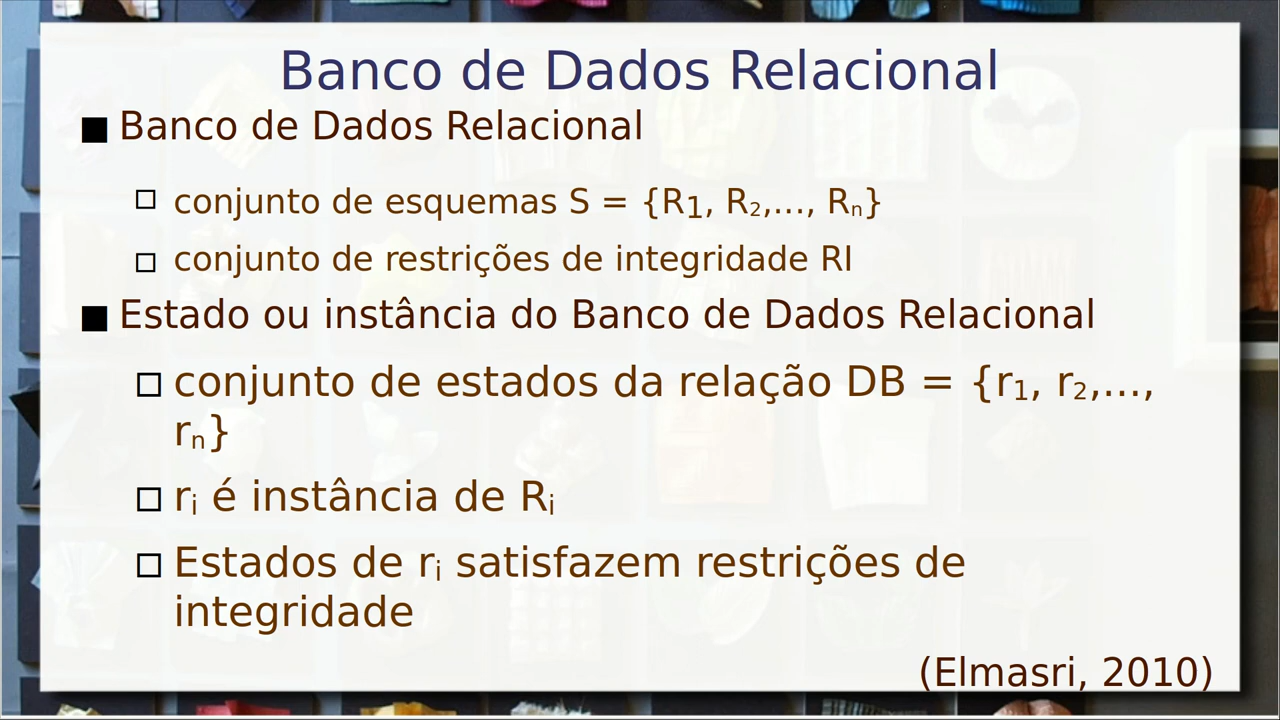 Banco de Dados Relacional
■ Banco de Dados Relacional
□ conjunto de esquemas S = {R1, R₂,..., Rₙ}
□ conjunto de restrições de integridade RI
■ Estado ou instância do Banco de Dados Relacional
□ conjunto de estados da relação DB = {r₁, r₂,...,
rₙ}
□ rᵢ é instância de Rᵢ
□ Estados de rᵢ satisfazem restrições de
integridade
(Elmasri, 2010)